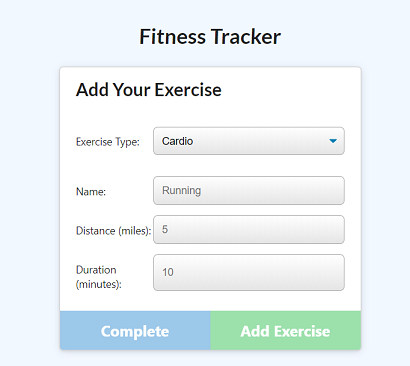 Fitness Tracker
Add Your Exercise
Exercise Type: Cardio
Name: Running
Distance (miles): 5
Duration
(minutes): 10
Complete Add Exercise